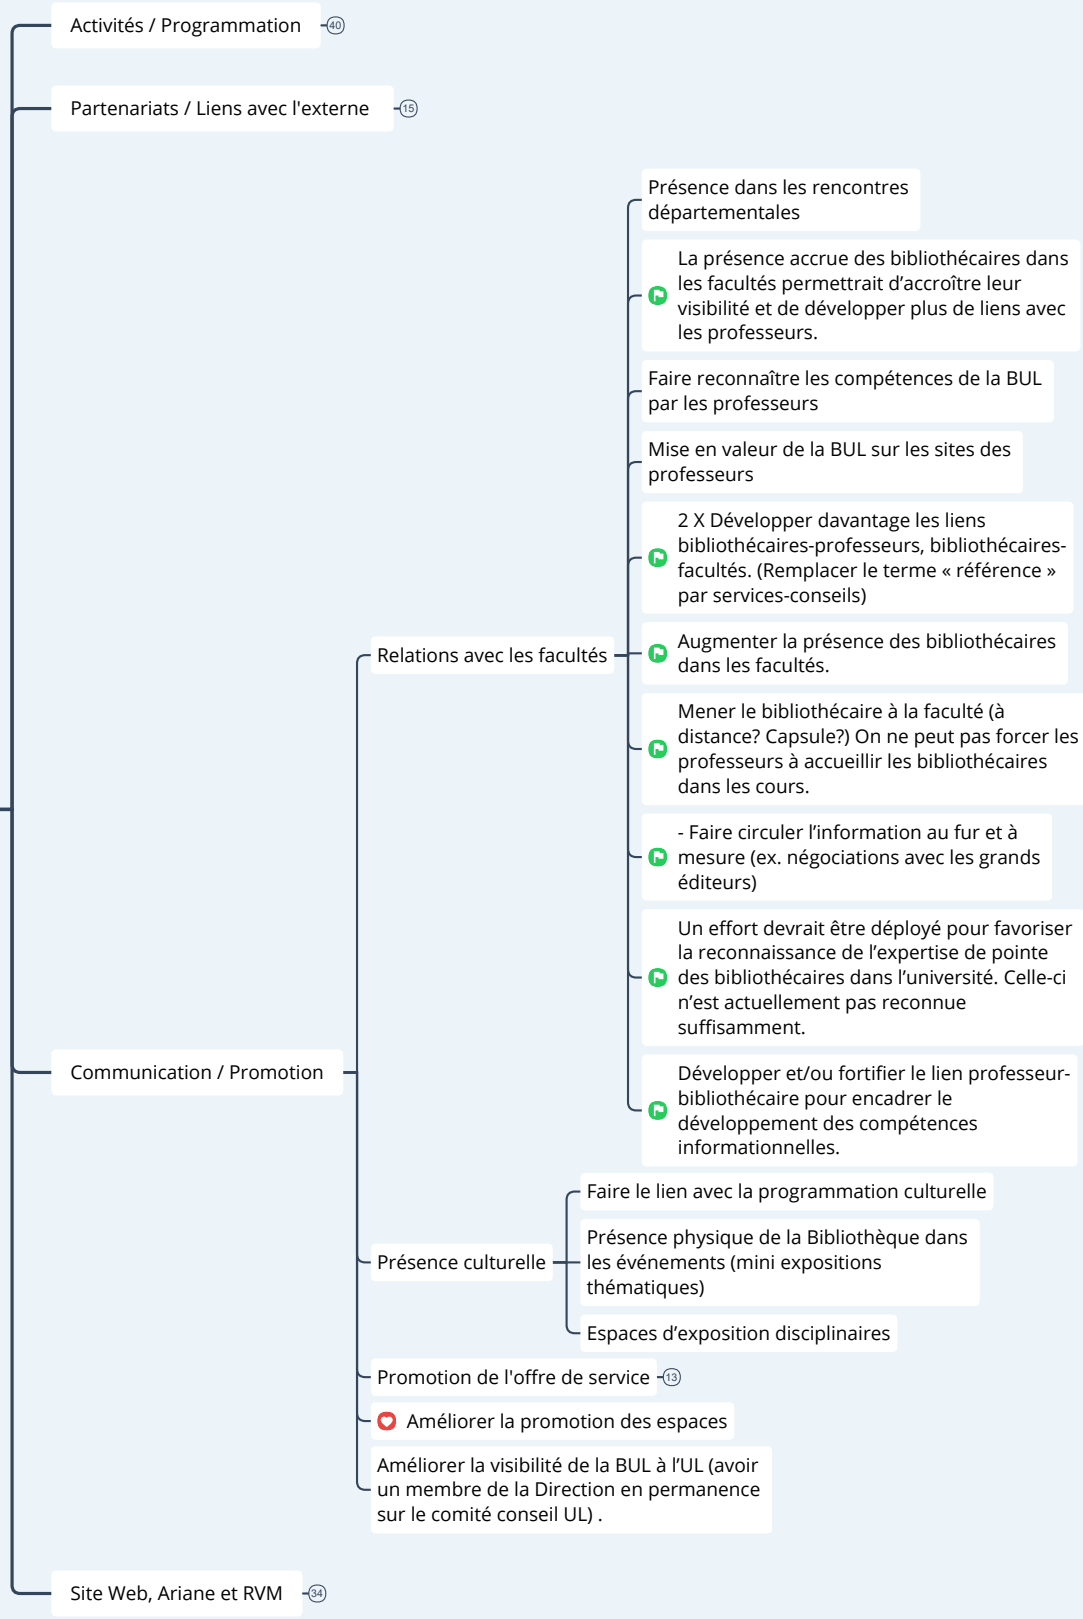 Activités / Programmation 40
Partenariats / Liens avec l'externe 15
Présence dans les rencontres
départementales
La présence accrue des bibliothécaires dans
les facultés permettrait d’accroître leur
visibilité et de développer plus de liens avec
les professeurs.
Faire reconnaître les compétences de la BUL
par les professeurs
Mise en valeur de la BUL sur les sites des
professeurs
2 X Développer davantage les liens
bibliothécaires-professeurs, bibliothécaires-
facultés. (Remplacer le terme « référence »
par services-conseils)
Relations avec les facultés
Augmenter la présence des bibliothécaires
dans les facultés.
Mener le bibliothécaire à la faculté (à
distance? Capsule?) On ne peut pas forcer les
professeurs à accueillir les bibliothécaires
dans les cours.
- Faire circuler l’information au fur et à
mesure (ex. négociations avec les grands
éditeurs)
Un effort devrait être déployé pour favoriser
la reconnaissance de l’expertise de pointe
des bibliothécaires dans l’université. Celle-ci
n’est actuellement pas reconnue
suffisamment.
Communication / Promotion
Développer et/ou fortifier le lien professeur-
bibliothécaire pour encadrer le
développement des compétences
informationnelles.
Faire le lien avec la programmation culturelle
Présence culturelle
Présence physique de la Bibliothèque dans
les événements (mini expositions
thématiques)
Espaces d’exposition disciplinaires
Promotion de l'offre de service 13
Améliorer la promotion des espaces
Améliorer la visibilité de la BUL à l’UL (avoir
un membre de la Direction en permanence
sur le comité conseil UL) .
Site Web, Ariane et RVM 34